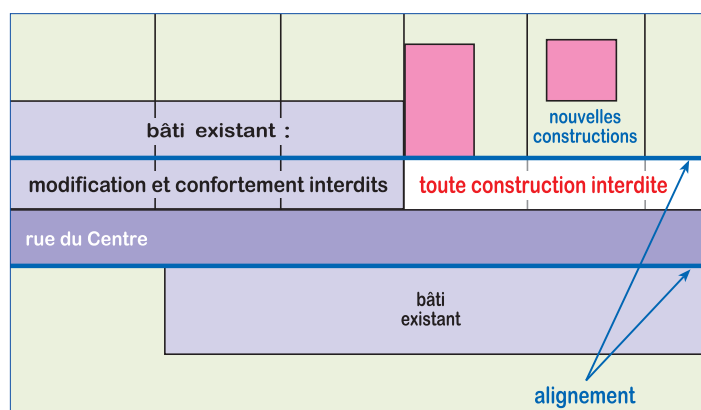 bâti existant :
nouvelles
constructions
modification et confortement interdits
toute construction interdite
rue du Centre
bâti
existant
alignement